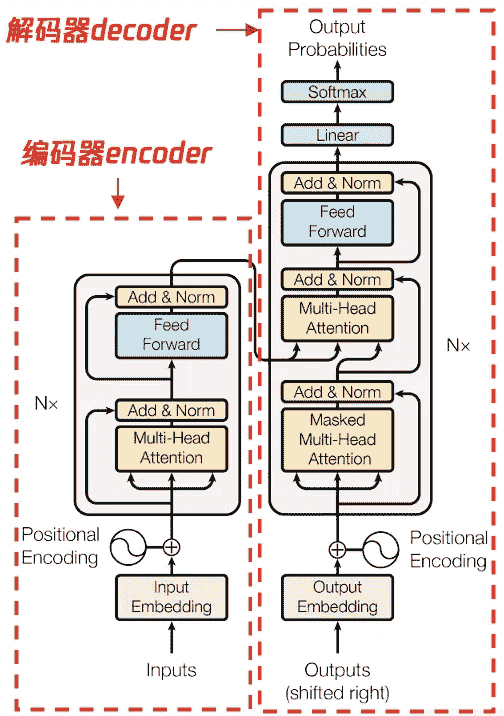 解码器decoder
编码器encoder
Output
Probabilities
Softmax
Linear
Add & Norm
Feed
Forward
Add & Norm
Multi-Head
Attention
Add & Norm
Masked
Multi-Head
Attention
N×
Positional
Encoding
Output
Embedding
Outputs
(shifted right)
Add & Norm
Feed
Forward
Add & Norm
Multi-Head
Attention
N×
Positional
Encoding
Input
Embedding
Inputs